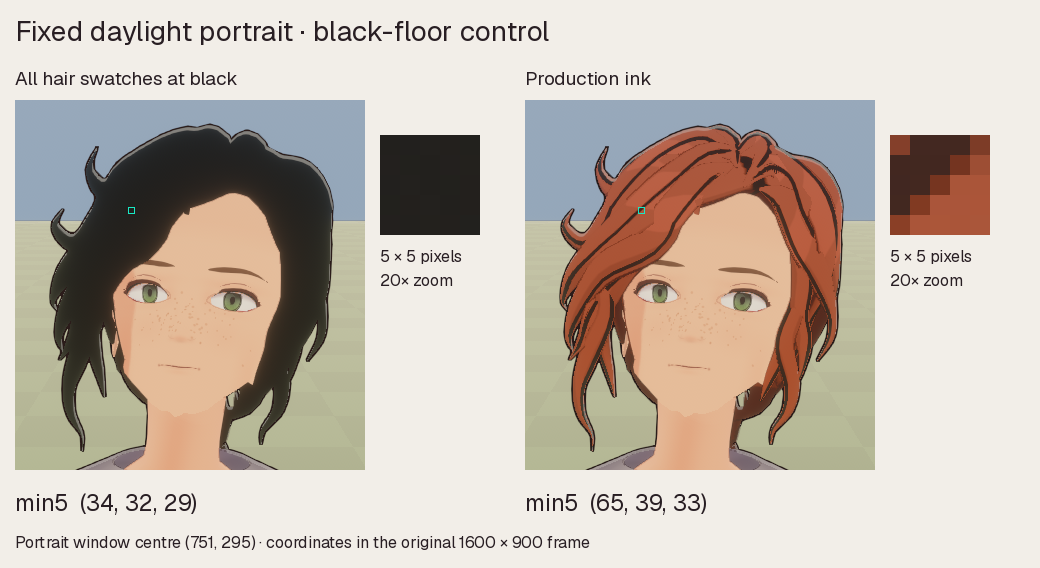 Fixed daylight portrait · black-floor control
All hair swatches at black
Production ink
5 × 5 pixels
20× zoom
5 × 5 pixels
20× zoom
min5 (34, 32, 29)
min5 (65, 39, 33)
Portrait window centre (751, 295) · coordinates in the original 1600 × 900 frame